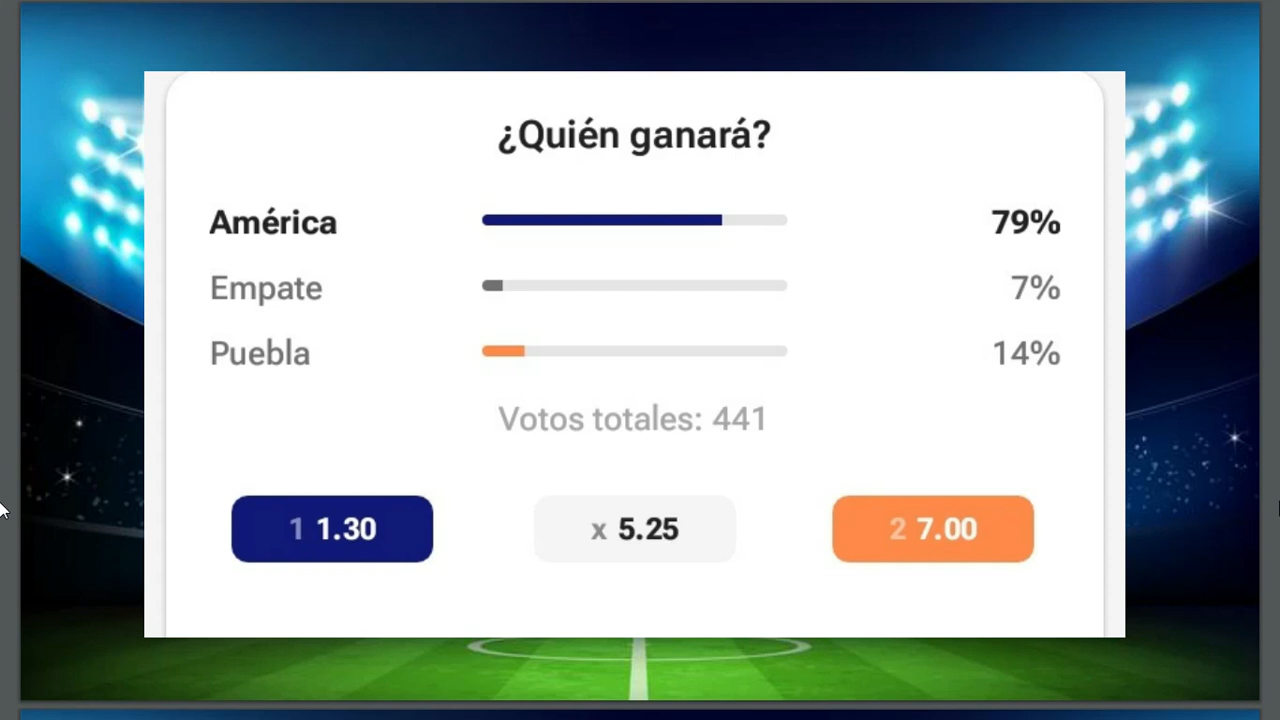 ¿Quién ganará?
América 79%
Empate 7%
Puebla 14%
Votos totales: 441
1 1.30 x 5.25 2 7.00